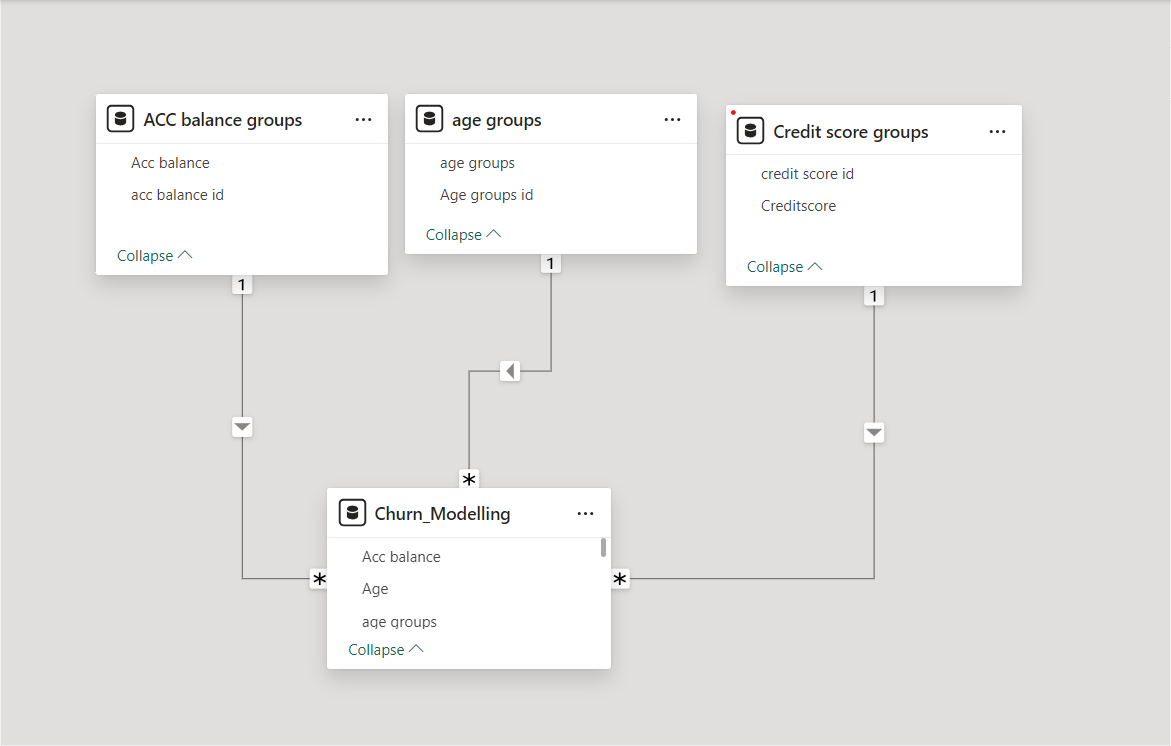 ACC balance groups
Acc balance
acc balance id
Collapse
1
age groups
age groups
Age groups id
Collapse
1
Credit score groups
credit score id
Creditscore
Collapse
1
*
Churn_Modelling
Acc balance
Age
age groups
Collapse
*
*